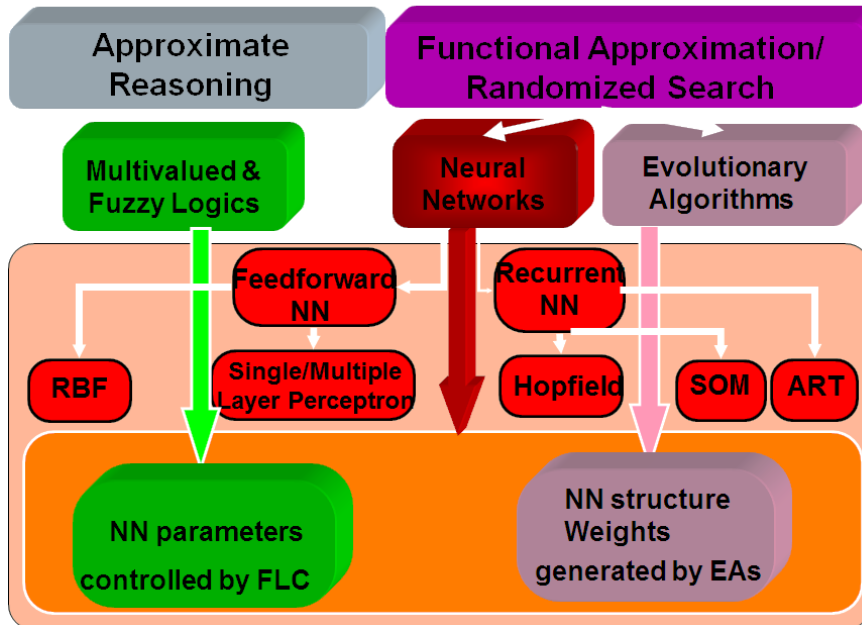 Approximate
Reasoning
Functional Approximation/
Randomized Search
Multivalued &
Fuzzy Logics
Neural
Networks
Evolutionary
Algorithms
Feedforward
NN
Recurrent
NN
RBF
Single/Multiple
Layer Perceptron
Hopfield
SOM
ART
NN parameters
controlled by FLC
NN structure
Weights
generated by EAs